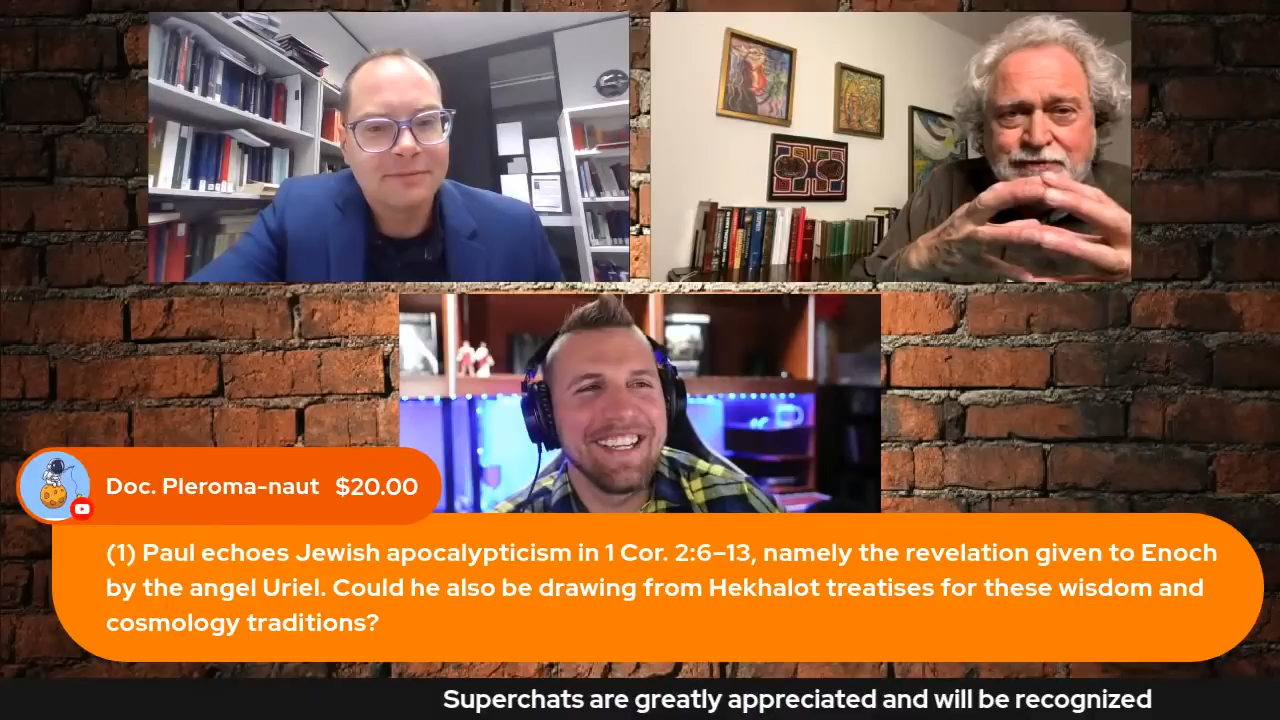 Doc. Pleroma-naut $20.00
(1) Paul echoes Jewish apocalypticism in 1 Cor. 2:6–13, namely the revelation given to Enoch
by the angel Uriel. Could he also be drawing from Hekhalot treatises for these wisdom and
cosmology traditions?
Superchats are greatly appreciated and will be recognized